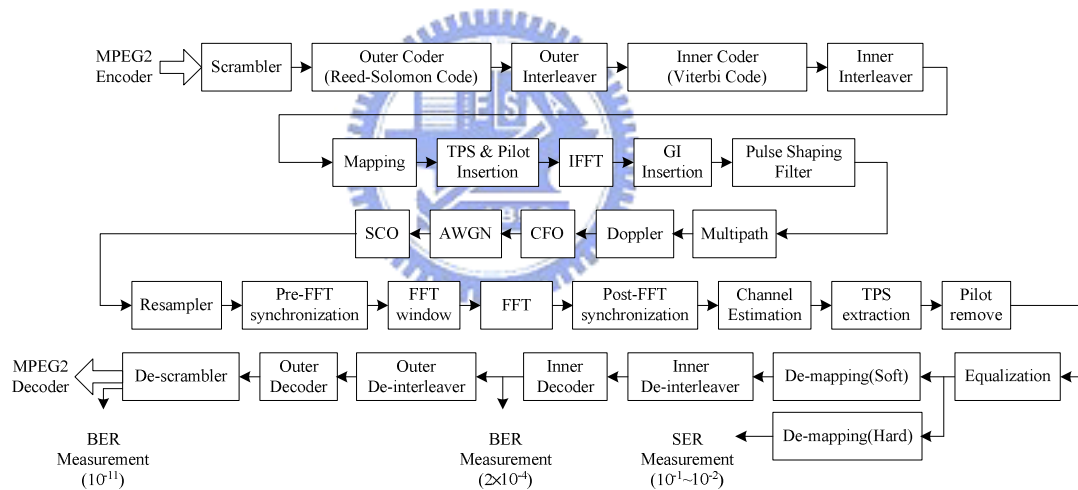 MPEG2
Encoder
Scrambler
Outer Coder
(Reed-Solomon Code)
Outer
Interleaver
Inner Coder
(Viterbi Code)
Inner
Interleaver
Mapping
TPS & Pilot
Insertion
IFFT
GI
Insertion
Pulse Shaping
Filter
SCO
AWGN
CFO
Doppler
Multipath
Resampler
Pre-FFT
synchronization
FFT
window
FFT
Post-FFT
synchronization
Channel
Estimation
TPS
extraction
Pilot
remove
MPEG2
Decoder
De-scrambler
Outer
Decoder
Outer
De-interleaver
Inner
Decoder
Inner
De-interleaver
De-mapping(Soft)
Equalization
De-mapping(Hard)
BER
Measurement
(10⁻¹¹)
BER
Measurement
(2×10⁻⁴)
SER
Measurement
(10⁻¹~10⁻²)